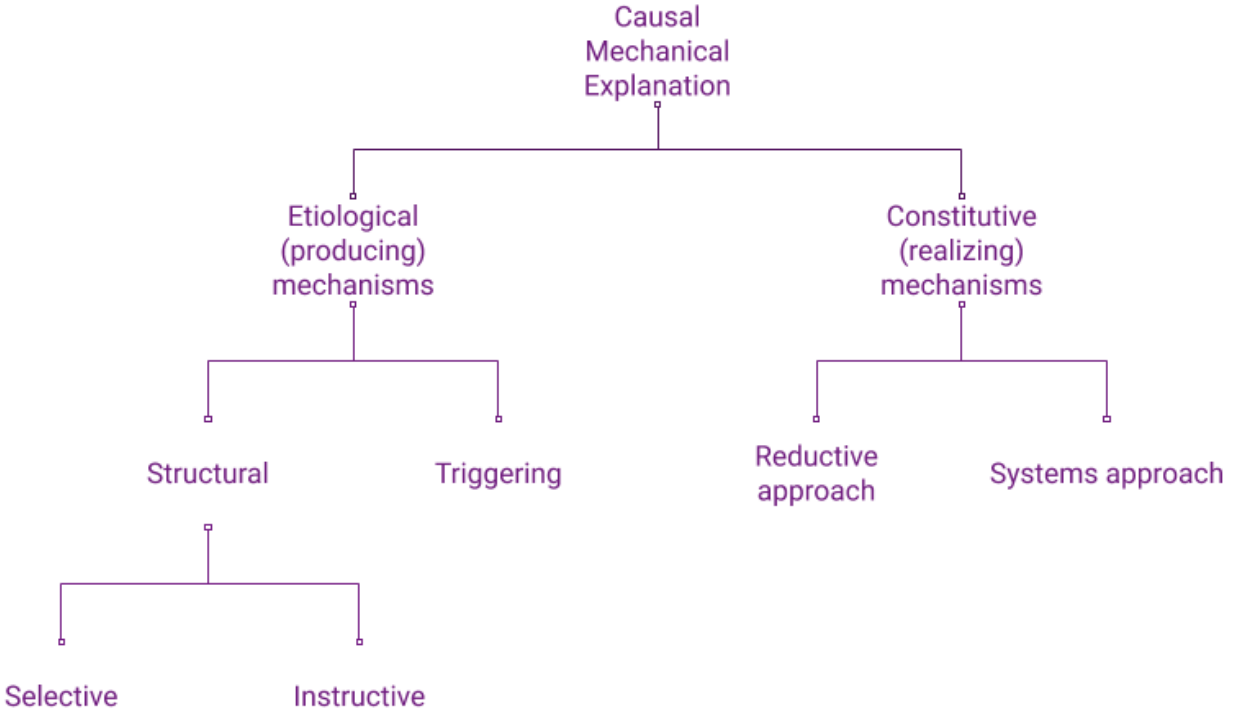 Causal
Mechanical
Explanation
Etiological
(producing)
mechanisms
Constitutive
(realizing)
mechanisms
Structural
Triggering
Reductive
approach
Systems approach
Selective
Instructive